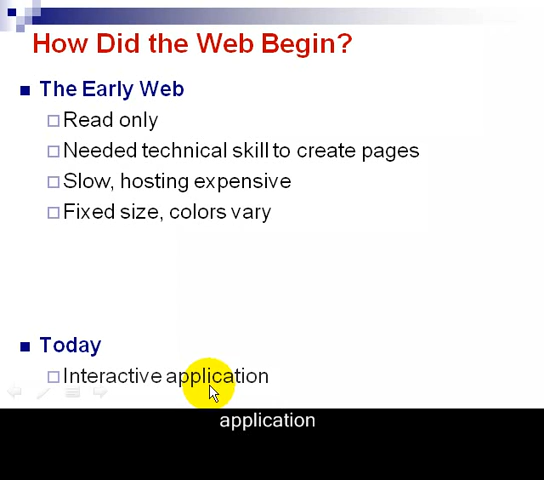 How Did the Web Begin?
The Early Web
Read only
Needed technical skill to create pages
Slow, hosting expensive
Fixed size, colors vary
Today
Interactive application
application